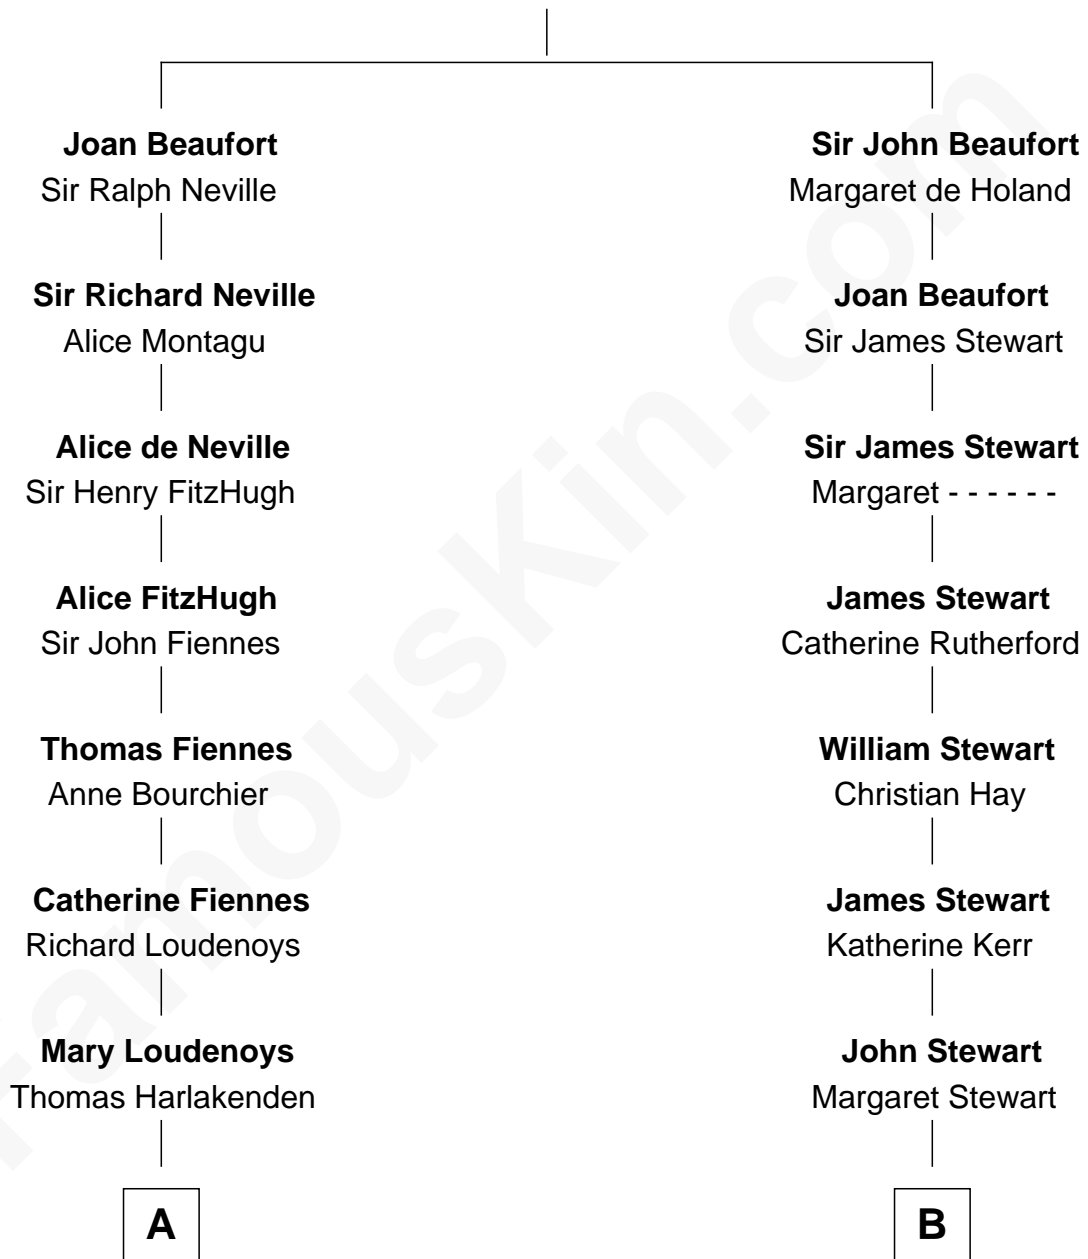 Joan Beaufort
Sir Ralph Neville
Sir Richard Neville
Alice Montagu
Alice de Neville
Sir Henry FitzHugh
Alice FitzHugh
Sir John Fiennes
Thomas Fiennes
Anne Bourchier
Catherine Fiennes
Richard Loudenoys
Mary Loudenoys
Thomas Harlakenden
A
Sir John Beaufort
Margaret de Holand
Joan Beaufort
Sir James Stewart
Sir James Stewart
Margaret - - - - - -
James Stewart
Catherine Rutherford
William Stewart
Christian Hay
James Stewart
Katherine Kerr
John Stewart
Margaret Stewart
B
FamousKin.com